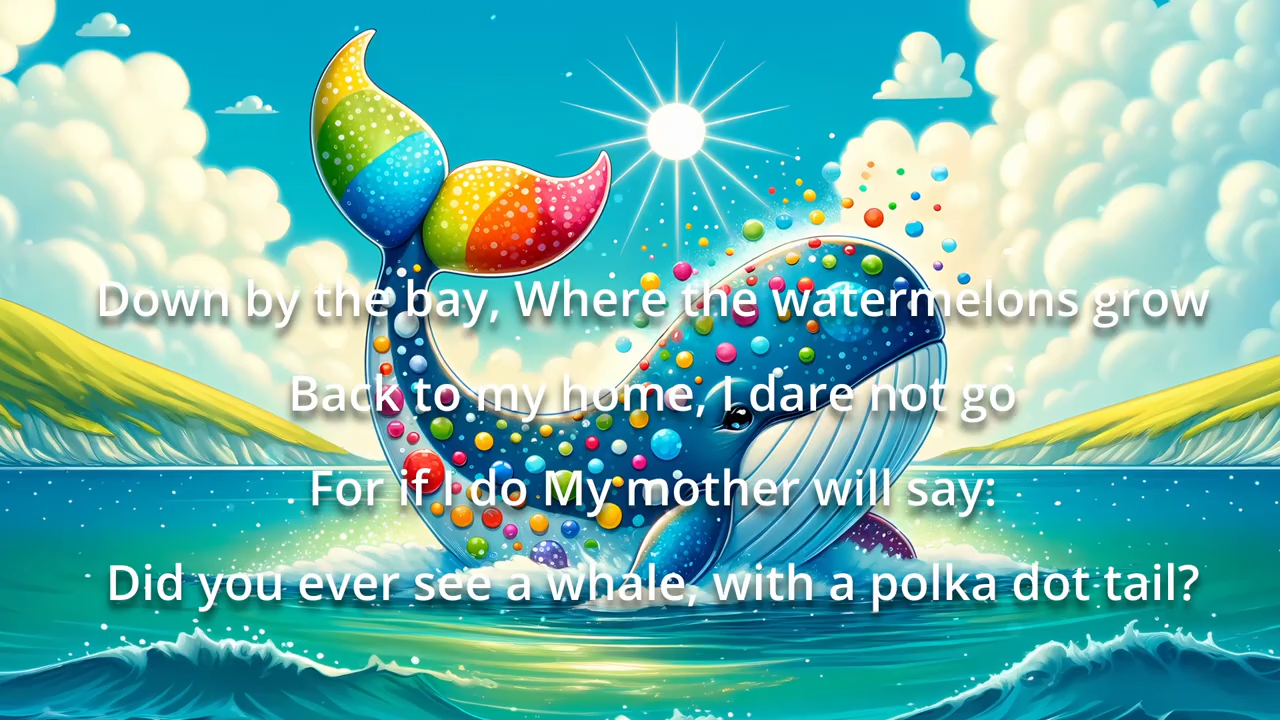 Down by the bay, Where the watermelons grow
Back to my home, I dare not go
For if I do My mother will say:
Did you ever see a whale, with a polka dot tail?